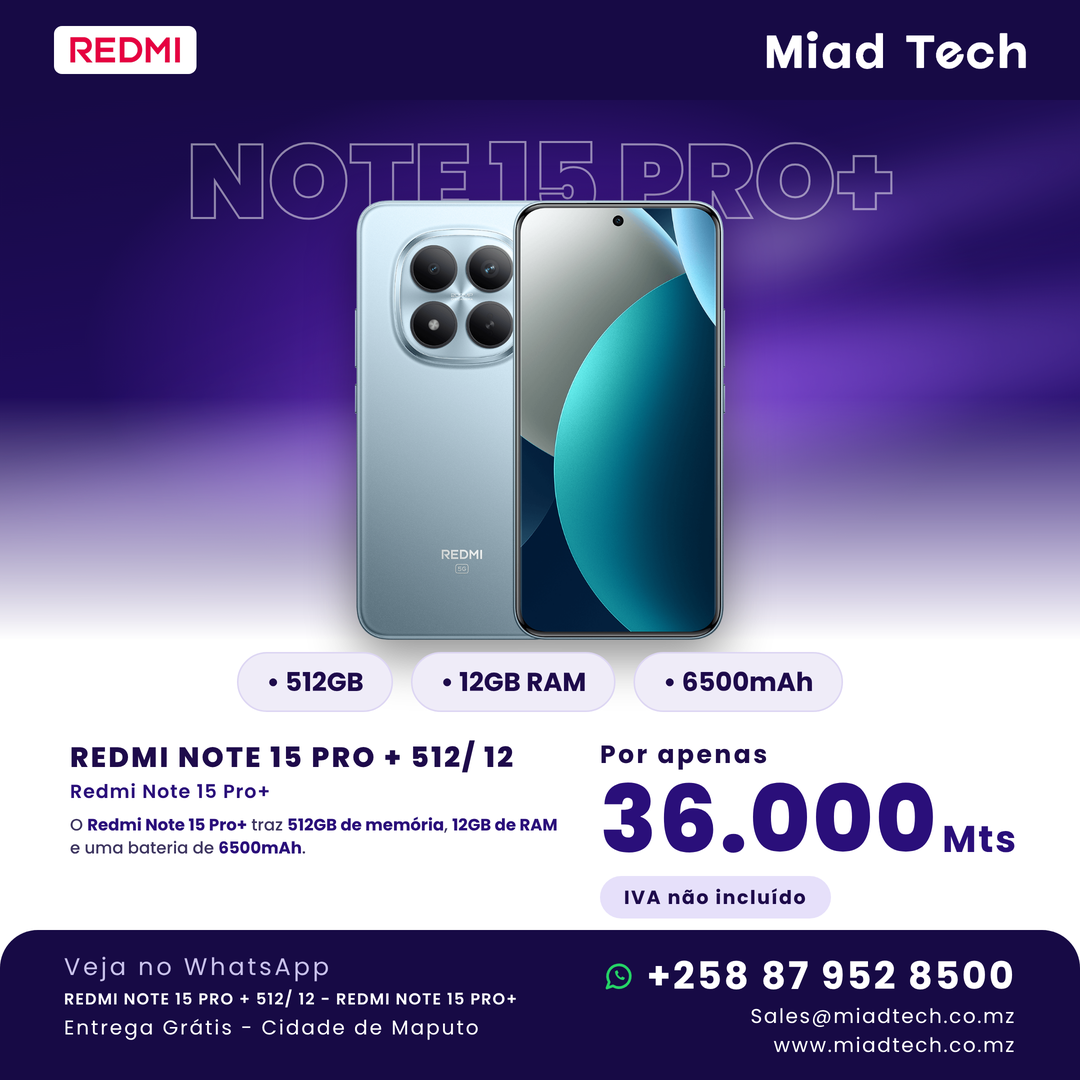 REDMI
Miad Tech
NOTE 15 PRO+
REDMI
5G
• 512GB
• 12GB RAM
• 6500mAh
REDMI NOTE 15 PRO + 512/ 12
Redmi Note 15 Pro+
O Redmi Note 15 Pro+ traz 512GB de memória, 12GB de RAM
e uma bateria de 6500mAh.
Por apenas
36.000 Mts
IVA não incluído
Veja no WhatsApp
REDMI NOTE 15 PRO + 512/ 12 - REDMI NOTE 15 PRO+
Entrega Grátis - Cidade de Maputo
+258 87 952 8500
Sales@miadtech.co.mz
www.miadtech.co.mz